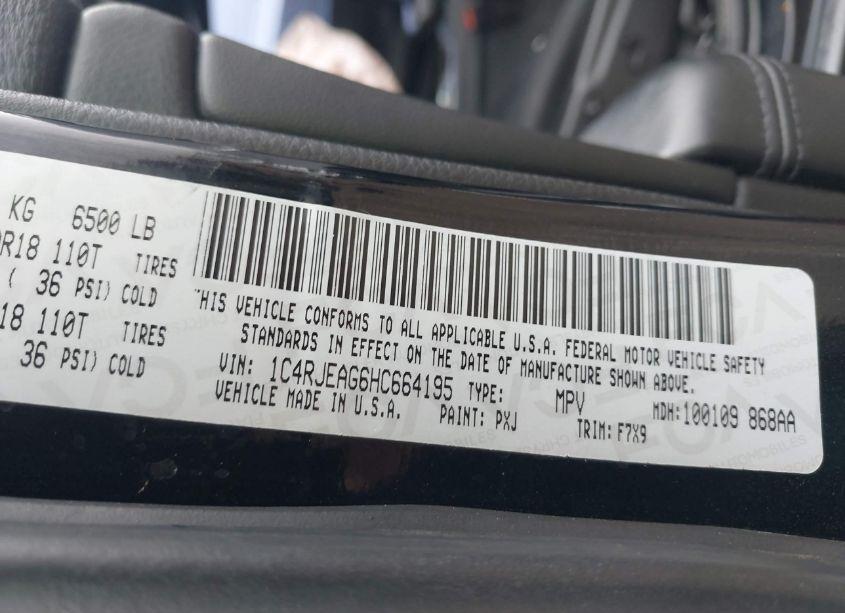 KG 6500 LB
R18 110T TIRES
( 36 PSI) COLD
18 110T TIRES
36 PSI) COLD
HIS VEHICLE CONFORMS TO ALL APPLICABLE U.S.A. FEDERAL MOTOR VEHICLE SAFETY
STANDARDS IN EFFECT ON THE DATE OF MANUFACTURE SHOWN ABOVE.
VIN: 1C4RJEAG6HC664195 TYPE: MPV MDH:100109 868AA
VEHICLE MADE IN U.S.A. PAINT: PXJ TRIM: F7X9